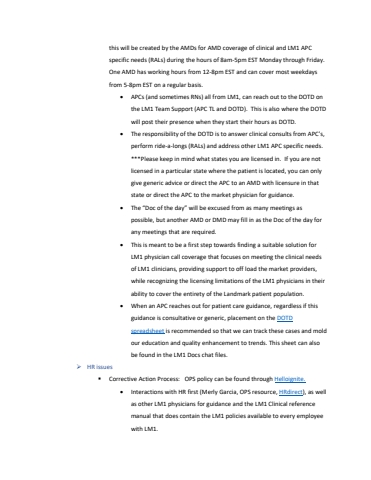 this will be created by the AMDs for AMD coverage of clinical and LM1 APC
specific needs (RALs) during the hours of 8am-5pm EST Monday through Friday.
One AMD has working hours from 12-8pm EST and can cover most weekdays
from 5-8pm EST on a regular basis.
• APCs (and sometimes RNs) all from LM1, can reach out to the DOTD on
the LM1 Team Support (APC TL and DOTD). This is also where the DOTD
will post their presence when they start their hours as DOTD.
• The responsibility of the DOTD is to answer clinical consults from APC's,
perform ride-a-longs (RALs) and address other LM1 APC specific needs.
***Please keep in mind what states you are licensed in. If you are not
licensed in a particular state where the patient is located, you can only
give generic advice or direct the APC to an AMD with licensure in that
state or direct the APC to the market physician for guidance.
• The "Doc of the day" will be excused from as many meetings as
possible, but another AMD or DMD may fill in as the Doc of the day for
any meetings that are required.
• This is meant to be a first step towards finding a suitable solution for
LM1 physician call coverage that focuses on meeting the clinical needs
of LM1 clinicians, providing support to off load the market providers,
while recognizing the licensing limitations of the LM1 physicians in their
ability to cover the entirety of the Landmark patient population.
• When an APC reaches out for patient care guidance, regardless if this
guidance is consultative or generic, placement on the DOTD
spreadsheet is recommended so that we can track these cases and mold
our education and quality enhancement to trends. This sheet can also
be found in the LM1 Docs chat files.
➢ HR issues
▪ Corrective Action Process: OPS policy can be found through HelloIgnite.
• Interactions with HR first (Merly Garcia, OPS resource, HRdirect), as well
as other LM1 physicians for guidance and the LM1 Clinical reference
manual that does contain the LM1 policies available to every employee
with LM1.